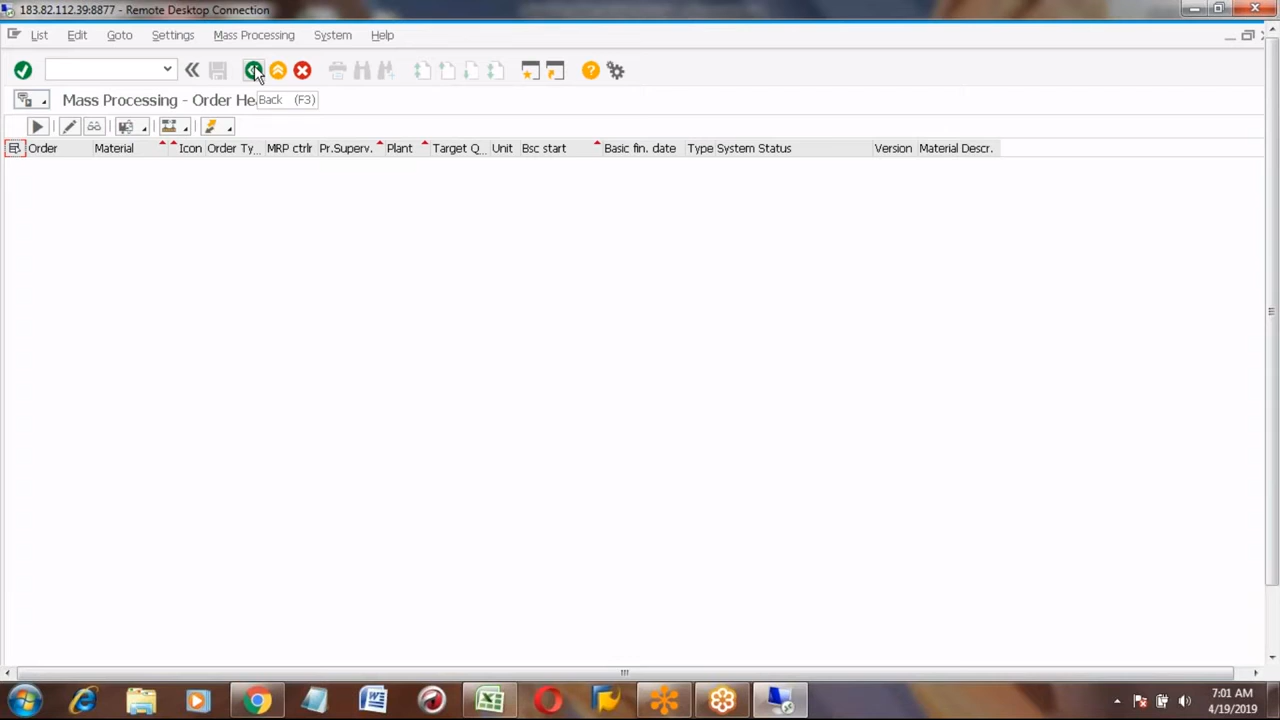 183.82.112.39:8877 - Remote Desktop Connection
List Edit Goto Settings Mass Processing System Help
Mass Processing - Order He
Back (F3)
Order Material Icon Order Ty... MRP ctrlr Pr.Superv. Plant Target Q... Unit Bsc start Basic fin. date Type System Status Version Material Descr.
7:01 AM
4/19/2019